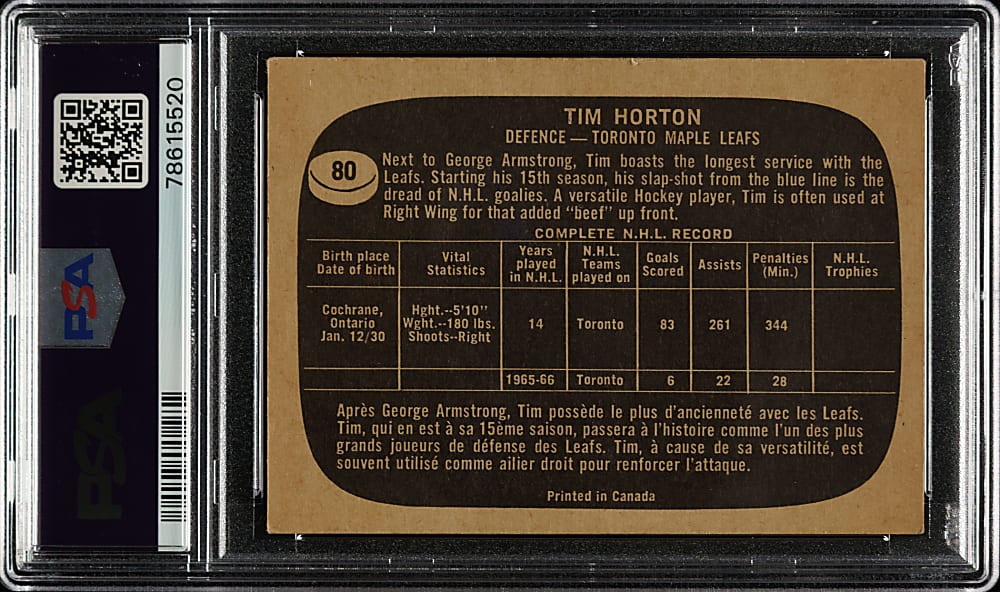 78615520
PSA
PSA
TIM HORTON
DEFENCE — TORONTO MAPLE LEAFS
80
Next to George Armstrong, Tim boasts the longest service with the
Leafs. Starting his 15th season, his slap-shot from the blue line is the
dread of N.H.L. goalies. A versatile Hockey player, Tim is often used at
Right Wing for that added "beef" up front.
COMPLETE N.H.L. RECORD
Birth place
Date of birth
Vital
Statistics
Years
played
in N.H.L.
N.H.L.
Teams
played on
Goals
Scored
Assists
Penalties
(Min.)
N.H.L.
Trophies
Cochrane,
Ontario
Jan. 12/30
Hght.--5'10"
Wght.--180 lbs.
Shoots--Right
14
Toronto
83
261
344
1965-66
Toronto
6
22
28
Après George Armstrong, Tim possède le plus d'ancienneté avec les Leafs.
Tim, qui en est à sa 15ème saison, passera à l'histoire comme l'un des plus
grands joueurs de défense des Leafs. Tim, à cause de sa versatilité, est
souvent utilisé comme ailier droit pour renforcer l'attaque.
Printed in Canada